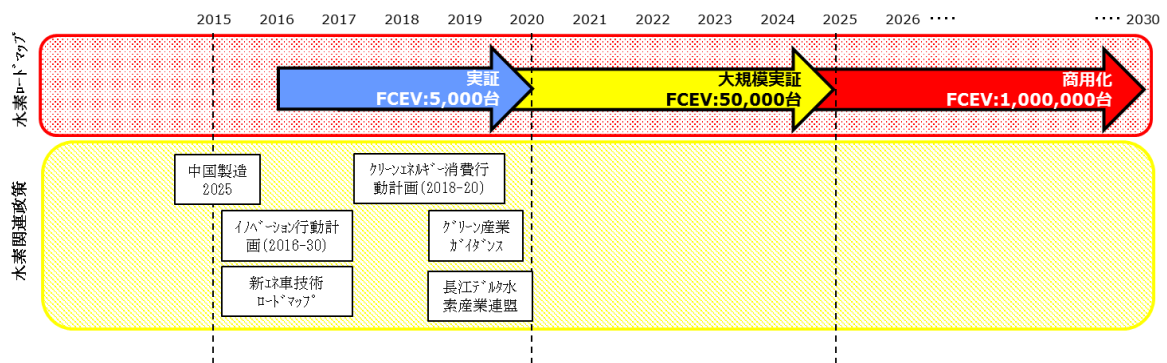 2015 2016 2017 2018 2019 2020 2021 2022 2023 2024 2025 2026 ‥‥ ‥‥ 2030
水素ﾛｰﾄﾞﾏｯﾌﾟ
実証
FCEV:5,000台
大規模実証
FCEV:50,000台
商用化
FCEV:1,000,000台
水素関連政策
中国製造
2025
ｸﾘｰﾝｴﾈﾙｷﾞｰ消費行
動計画(2018-20)
ｲﾉﾍﾞｰｼｮﾝ行動計
画(2016-30)
ｸﾞﾘｰﾝ産業
ｶﾞｲﾀﾞﾝｽ
新ｴﾈ車技術
ﾛｰﾄﾞﾏｯﾌﾟ
長江ﾃﾞﾙﾀ水
素産業連盟